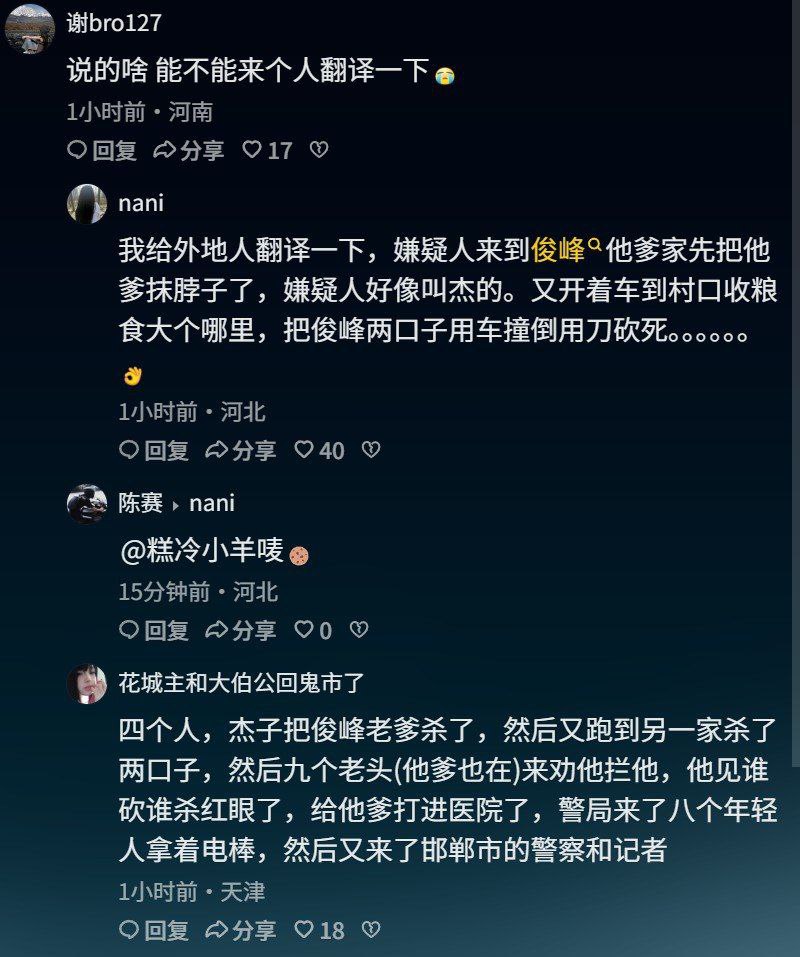 谢bro127
说的啥 能不能来个人翻译一下😭
1小时前·河南
回复 分享 17
nani
我给外地人翻译一下，嫌疑人来到俊峰他爹家先把他
爹抹脖子了，嫌疑人好像叫杰的。又开着车到村口收粮
食大个哪里，把俊峰两口子用车撞倒用刀砍死。。。。。。
👌
1小时前·河北
回复 分享 40
陈赛 ▸ nani
@糕冷小羊唛🍪
15分钟前·河北
回复 分享 0
花城主和大伯公回鬼市了
四个人，杰子把俊峰老爹杀了，然后又跑到另一家杀了
两口子，然后九个老头(他爹也在)来劝他拦他，他见谁
砍谁杀红眼了，给他爹打进医院了，警局来了八个年轻
人拿着电棒，然后又来了邯郸市的警察和记者
1小时前·天津
回复 分享 18